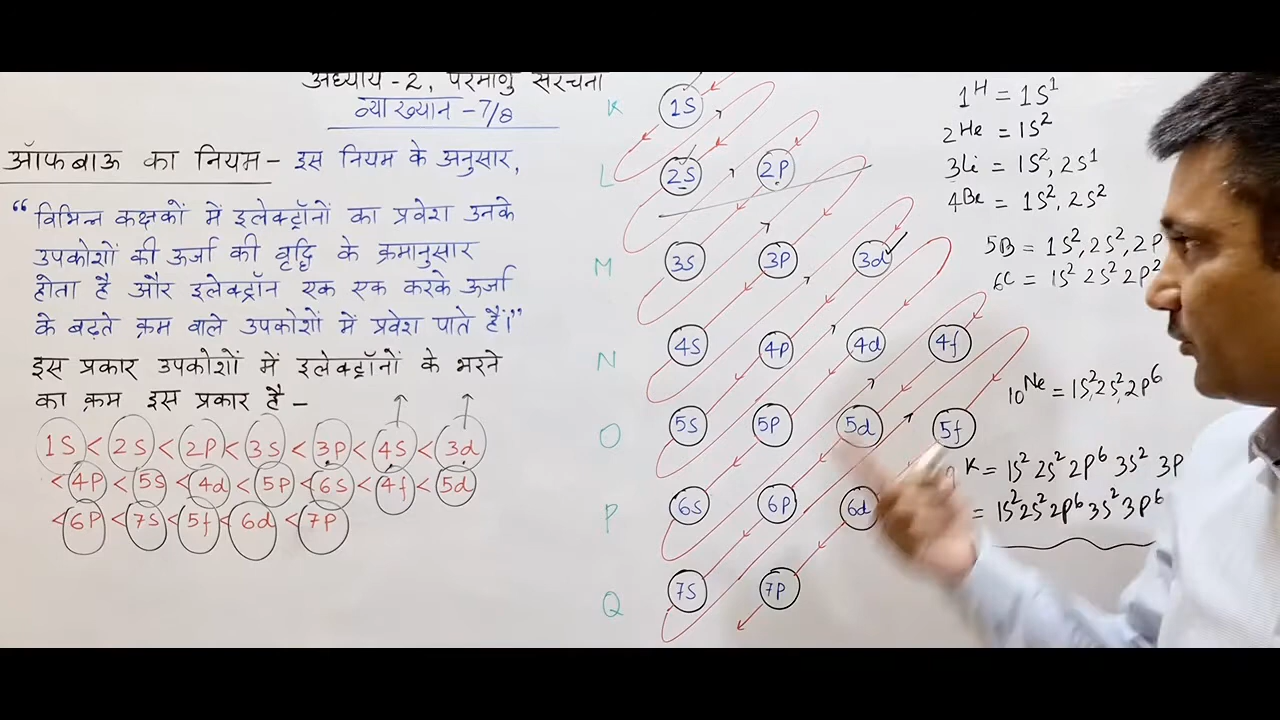 अध्याय-2, परमाणु संरचना
व्याख्यान-7/8
ऑफबाऊ का नियम- इस नियम के अनुसार,
“विभिन्न कक्षकों में इलेक्ट्रॉनों का प्रवेश उनके
उपकोशों की ऊर्जा की वृद्धि के क्रमानुसार
होता है और इलेक्ट्रॉन एक एक करके ऊर्जा
के बढ़ते क्रम वाले उपकोशों में प्रवेश पाते हैं।”
इस प्रकार उपकोशों में इलेक्ट्रॉनों के भरने
का क्रम इस प्रकार है -
1S < 2S < 2P < 3S < 3P < 4S < 3d
< 4P < 5S < 4d < 5P < 6S < 4f < 5d
< 6P < 7S < 5f < 6d < 7P
K 1S
L 2S 2P
M 3S 3P 3d
N 4S 4P 4d 4f
O 5S 5P 5d 5f
P 6S 6P 6d
Q 7S 7P
1H = 1S¹
2He = 1S²
3Li = 1S², 2S¹
4Be = 1S², 2S²
5B = 1S², 2S², 2P
6C = 1S² 2S² 2P²
10Ne = 1S², 2S², 2P⁶
K = 1S² 2S² 2P⁶ 3S² 3P
= 1S² 2S² 2P⁶ 3S² 3P⁶